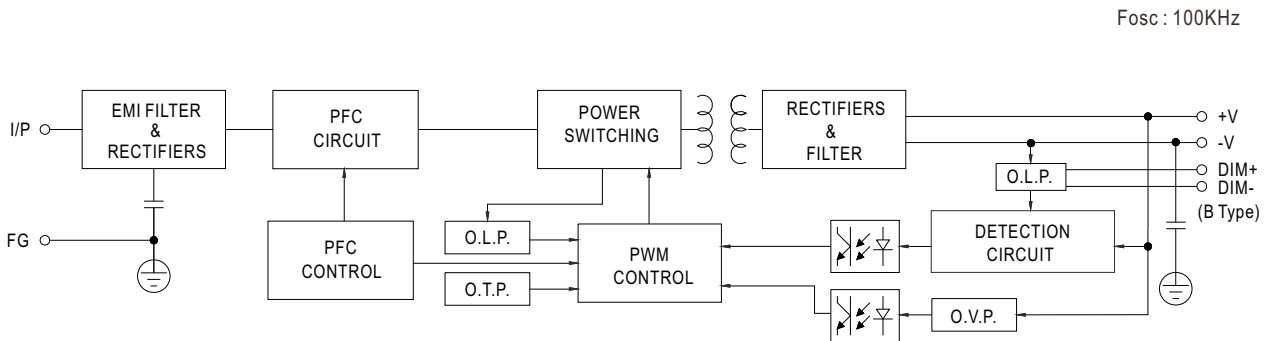 Fosc : 100KHz
I/P
EMI FILTER
&
RECTIFIERS
PFC
CIRCUIT
POWER
SWITCHING
RECTIFIERS
&
FILTER
+V
-V
DIM+
DIM-
(B Type)
O.L.P.
FG
PFC
CONTROL
O.L.P.
O.T.P.
PWM
CONTROL
DETECTION
CIRCUIT
O.V.P.